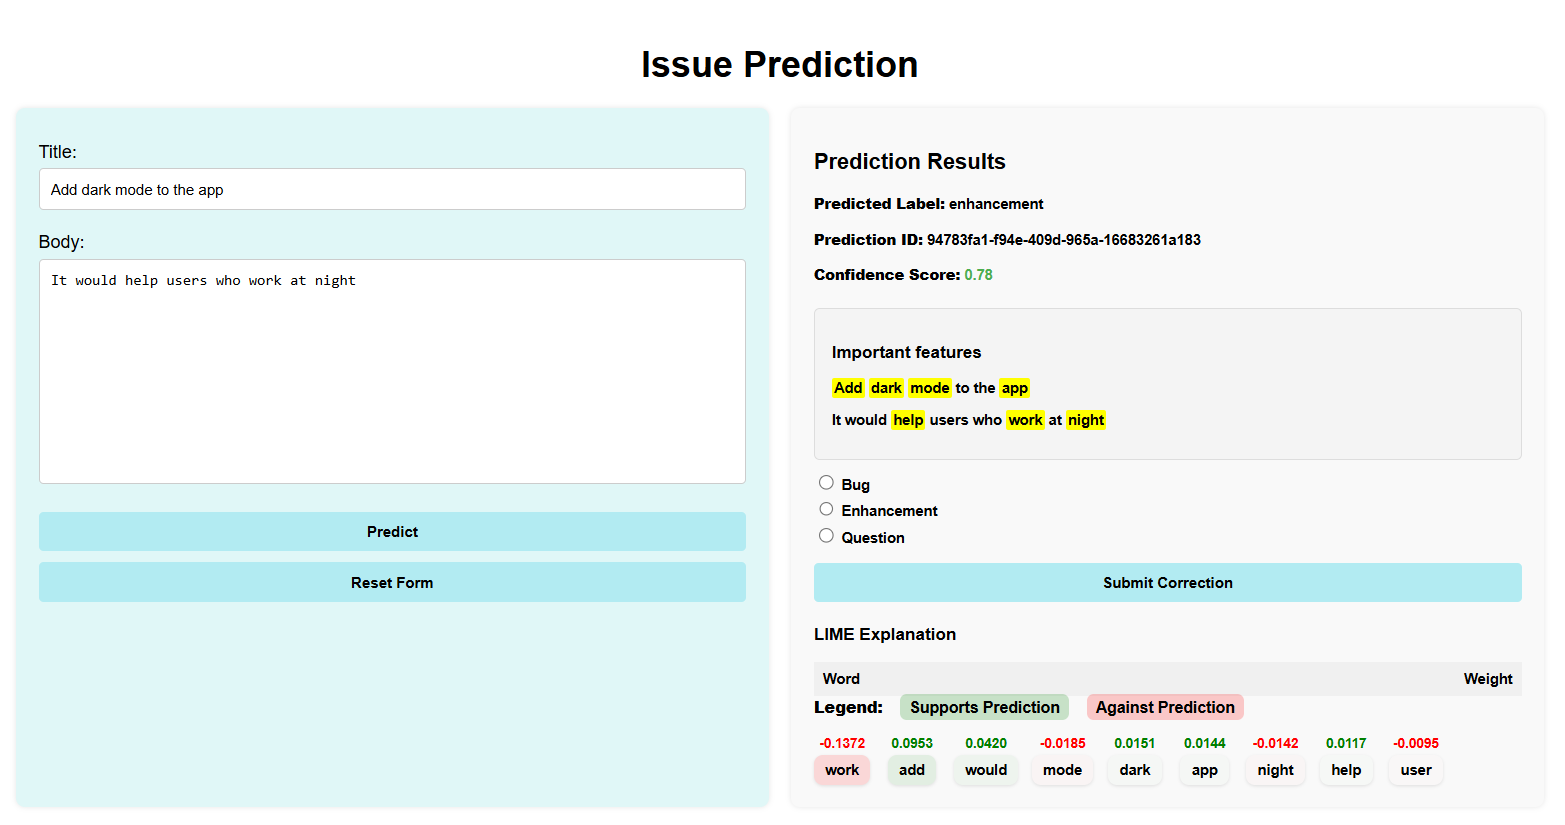 Issue Prediction
Title:
Add dark mode to the app
Body:
It would help users who work at night
Predict
Reset Form
Prediction Results
Predicted Label: enhancement
Prediction ID: 94783fa1-f94e-409d-965a-16683261a183
Confidence Score: 0.78
Important features
Add dark mode to the app
It would help users who work at night
Bug
Enhancement
Question
Submit Correction
LIME Explanation
Word Weight
Legend: Supports Prediction Against Prediction
-0.1372 0.0953 0.0420 -0.0185 0.0151 0.0144 -0.0142 0.0117 -0.0095
work add would mode dark app night help user